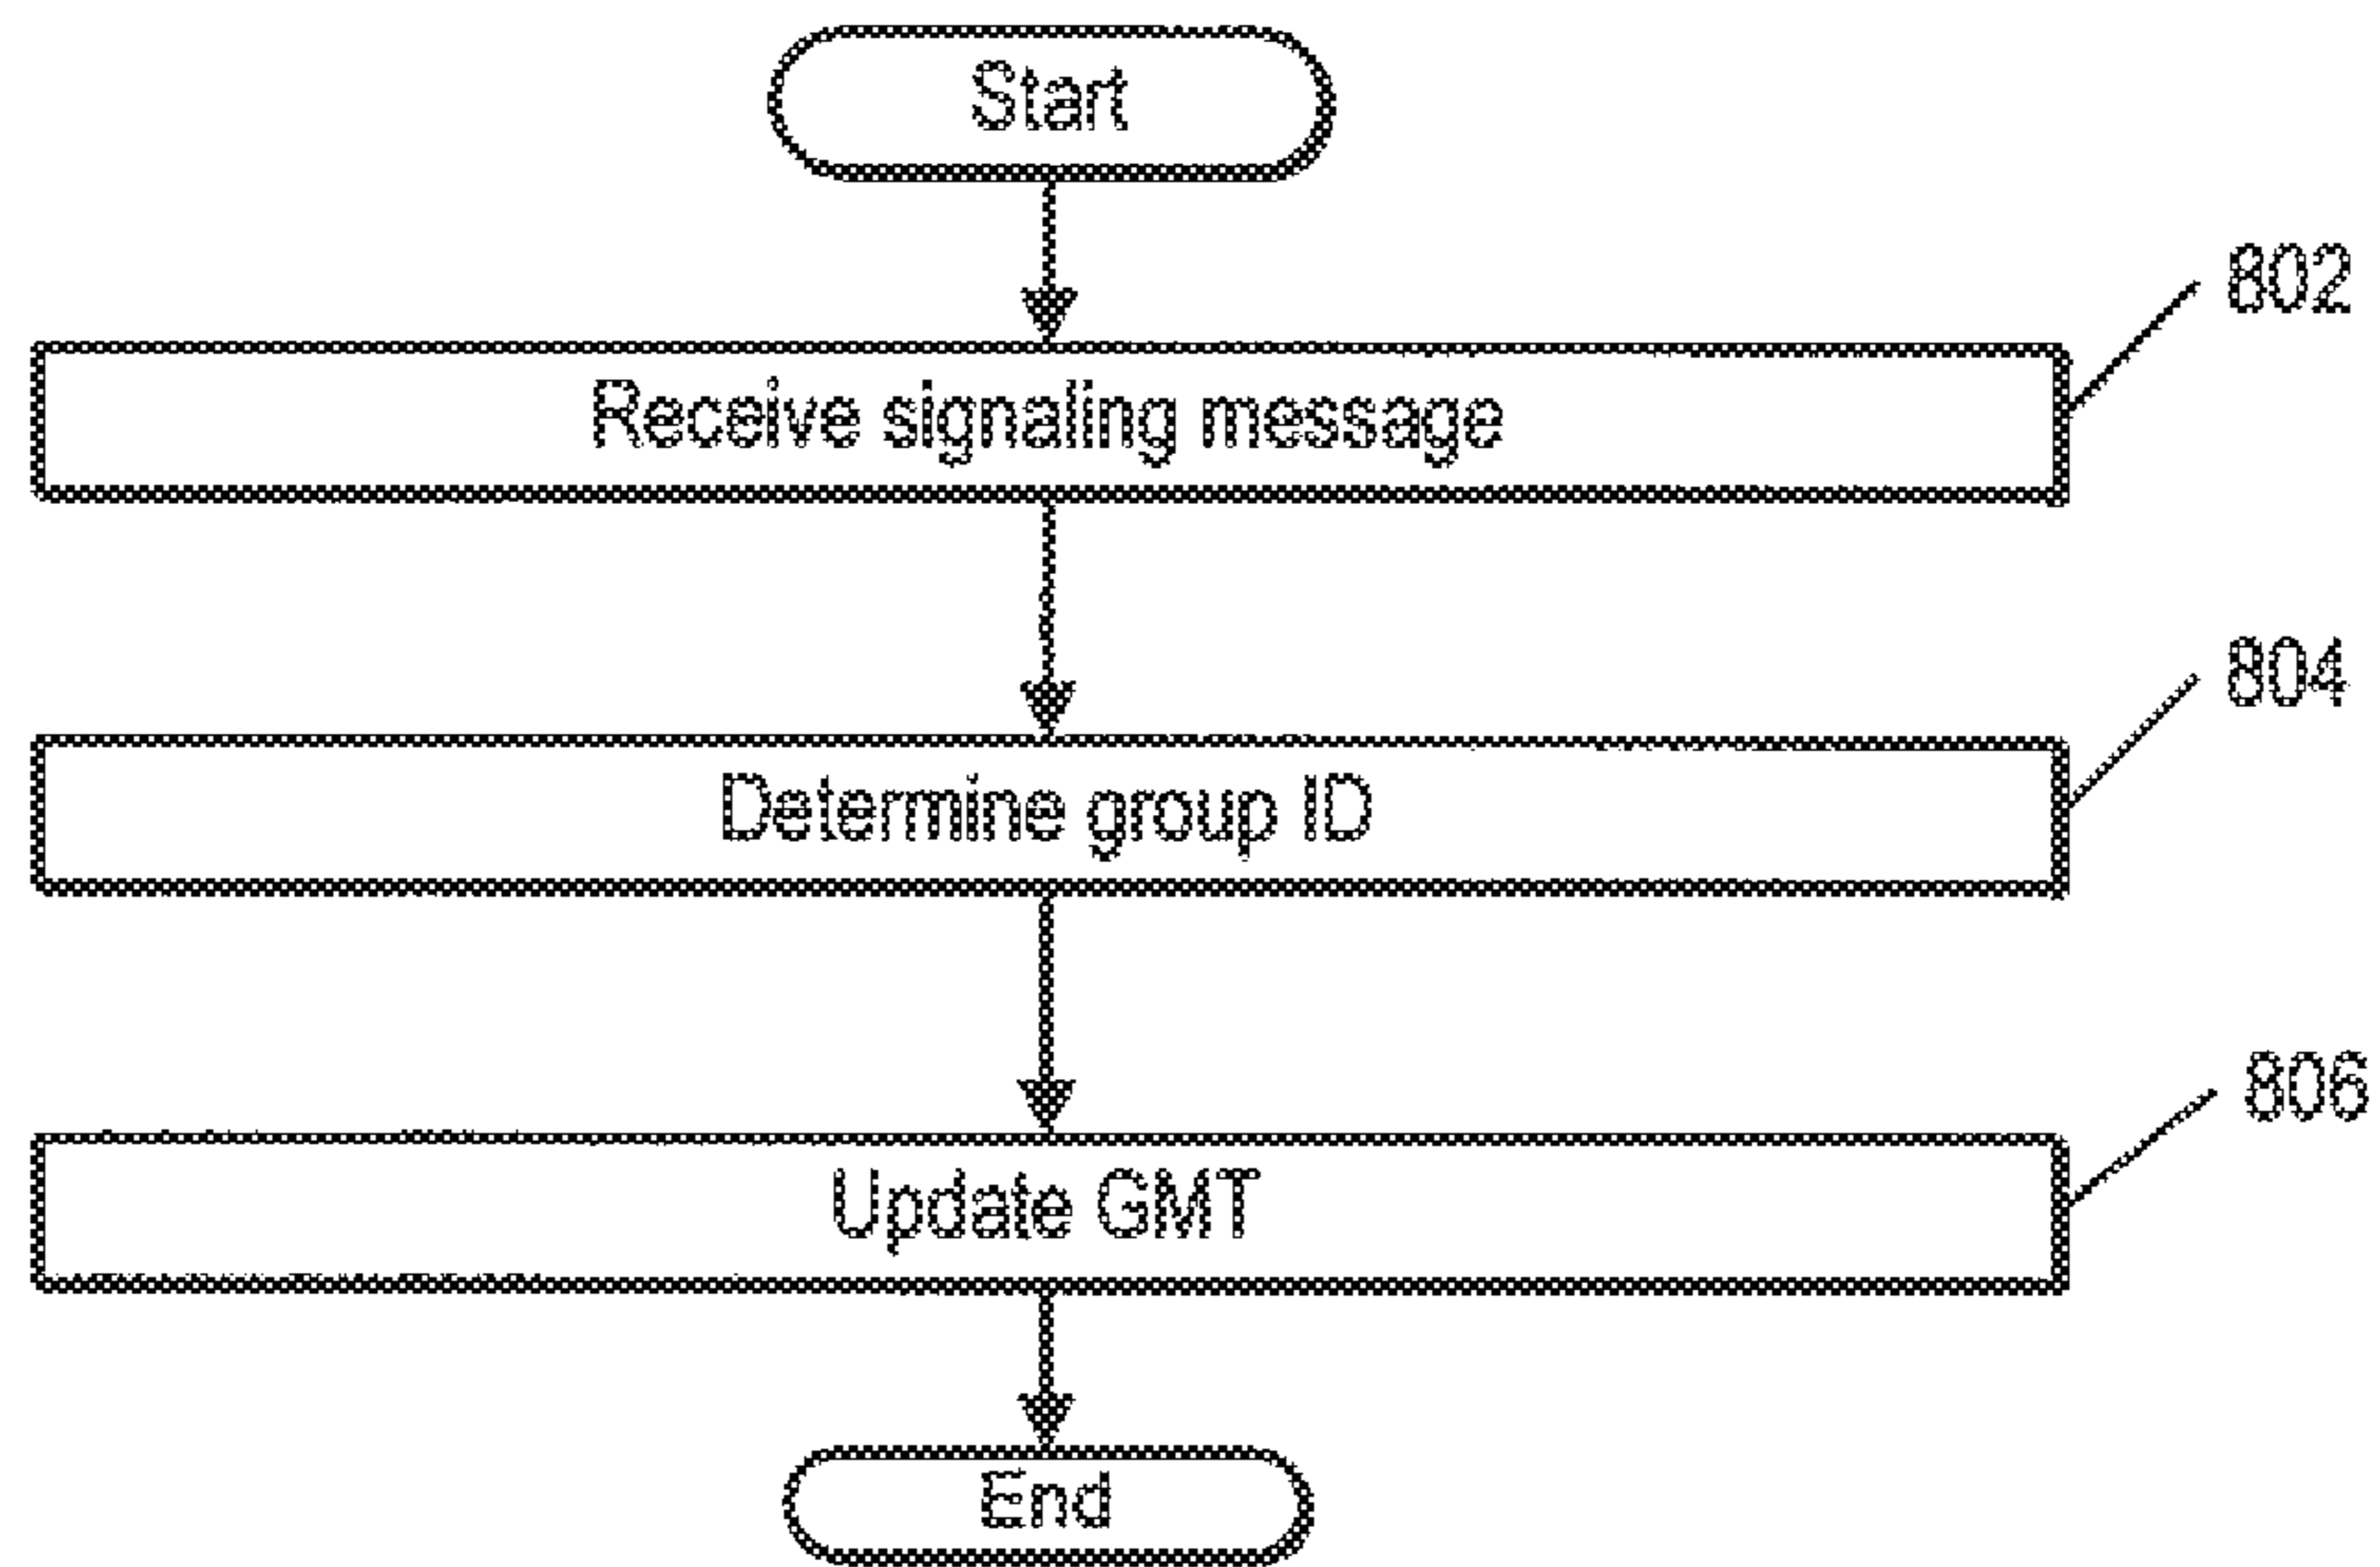 Start
802
Receive signaling message
804
Determine group ID
806
Update GMT
End